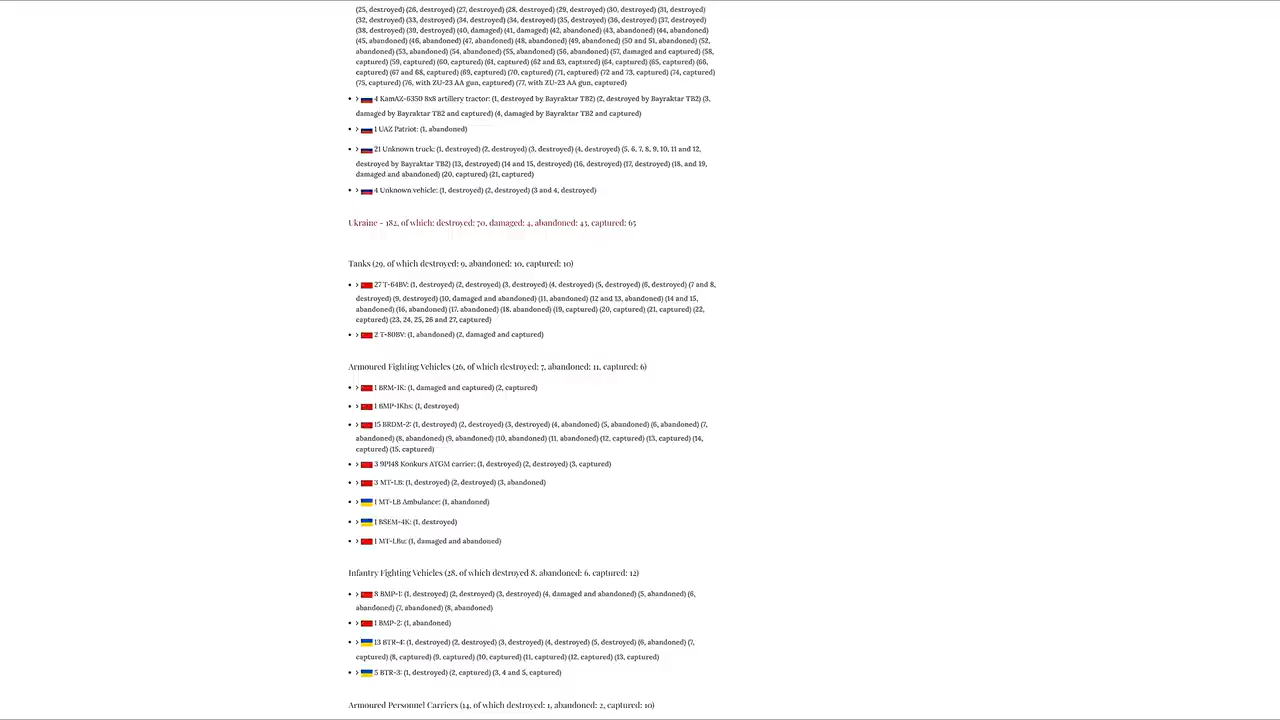 (25, destroyed) (26, destroyed) (27, destroyed) (28, destroyed) (29, destroyed) (30, destroyed) (31, destroyed)
(32, destroyed) (33, destroyed) (34, destroyed) (34, destroyed) (35, destroyed) (36, destroyed) (37, destroyed)
(38, destroyed) (39, destroyed) (40, damaged) (41, damaged) (42, abandoned) (43, abandoned) (44, abandoned)
(45, abandoned) (46, abandoned) (47, abandoned) (48, abandoned) (49, abandoned) (50 and 51, abandoned) (52,
abandoned) (53, abandoned) (54, abandoned) (55, abandoned) (56, abandoned) (57, damaged and captured) (58,
captured) (59, captured) (60, captured) (61, captured) (62 and 63, captured) (64, captured) (65, captured) (66,
captured) (67 and 68, captured) (69, captured) (70, captured) (71, captured) (72 and 73, captured) (74, captured)
(75, captured) (76, with ZU-23 AA gun, captured) (77, with ZU-23 AA gun, captured)
4 KamAZ-6350 8x8 artillery tractor: (1, destroyed by Bayraktar TB2) (2, destroyed by Bayraktar TB2) (3,
damaged by Bayraktar TB2 and captured) (4, damaged by Bayraktar TB2 and captured)
1 UAZ Patriot: (1, abandoned)
21 Unknown truck: (1, destroyed) (2, destroyed) (3, destroyed) (4, destroyed) (5, 6, 7, 8, 9, 10, 11 and 12,
destroyed by Bayraktar TB2) (13, destroyed) (14 and 15, destroyed) (16, destroyed) (17, destroyed) (18, and 19,
damaged and abandoned) (20, captured) (21, captured)
4 Unknown vehicle: (1, destroyed) (2, destroyed) (3 and 4, destroyed)
Ukraine - 182, of which: destroyed: 70, damaged: 4, abandoned: 43, captured: 65
Tanks (29, of which destroyed: 9, abandoned: 10, captured: 10)
27 T-64BV: (1, destroyed) (2, destroyed) (3, destroyed) (4, destroyed) (5, destroyed) (6, destroyed) (7 and 8,
destroyed) (9, destroyed) (10, damaged and abandoned) (11, abandoned) (12 and 13, abandoned) (14 and 15,
abandoned) (16, abandoned) (17, abandoned) (18, abandoned) (19, captured) (20, captured) (21, captured) (22,
captured) (23, 24, 25, 26 and 27, captured)
2 T-80BV: (1, abandoned) (2, damaged and captured)
Armoured Fighting Vehicles (26, of which destroyed: 7, abandoned: 11, captured: 6)
1 BRM-1K: (1, damaged and captured) (2, captured)
1 BMP-1KSh: (1, destroyed)
15 BRDM-2: (1, destroyed) (2, destroyed) (3, destroyed) (4, abandoned) (5, abandoned) (6, abandoned) (7,
abandoned) (8, abandoned) (9, abandoned) (10, abandoned) (11, abandoned) (12, captured) (13, captured) (14,
captured) (15, captured)
3 9P148 Konkurs ATGM carrier: (1, destroyed) (2, destroyed) (3, captured)
3 MT-LB: (1, destroyed) (2, destroyed) (3, abandoned)
1 MT-LB Ambulance: (1, abandoned)
1 BSEM-4K: (1, destroyed)
1 MT-LBu: (1, damaged and abandoned)
Infantry Fighting Vehicles (28, of which destroyed 8, abandoned: 6, captured: 12)
8 BMP-1: (1, destroyed) (2, destroyed) (3, destroyed) (4, damaged and abandoned) (5, abandoned) (6,
abandoned) (7, abandoned) (8, abandoned)
1 BMP-2: (1, abandoned)
13 BTR-4: (1, destroyed) (2, destroyed) (3, destroyed) (4, destroyed) (5, destroyed) (6, abandoned) (7,
captured) (8, captured) (9, captured) (10, captured) (11, captured) (12, captured) (13, captured)
5 BTR-3: (1, destroyed) (2, captured) (3, 4 and 5, captured)
Armoured Personnel Carriers (14, of which destroyed: 1, abandoned: 2, captured: 10)